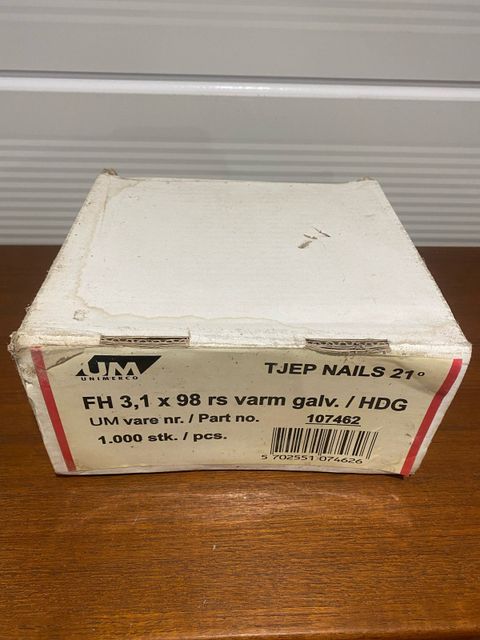 UM
UNIMERCO
TJEP NAILS 21°
FH 3,1 x 98 rs varm galv. / HDG
UM vare nr. / Part no. 107462
1.000 stk. / pcs.
5 702551 074626